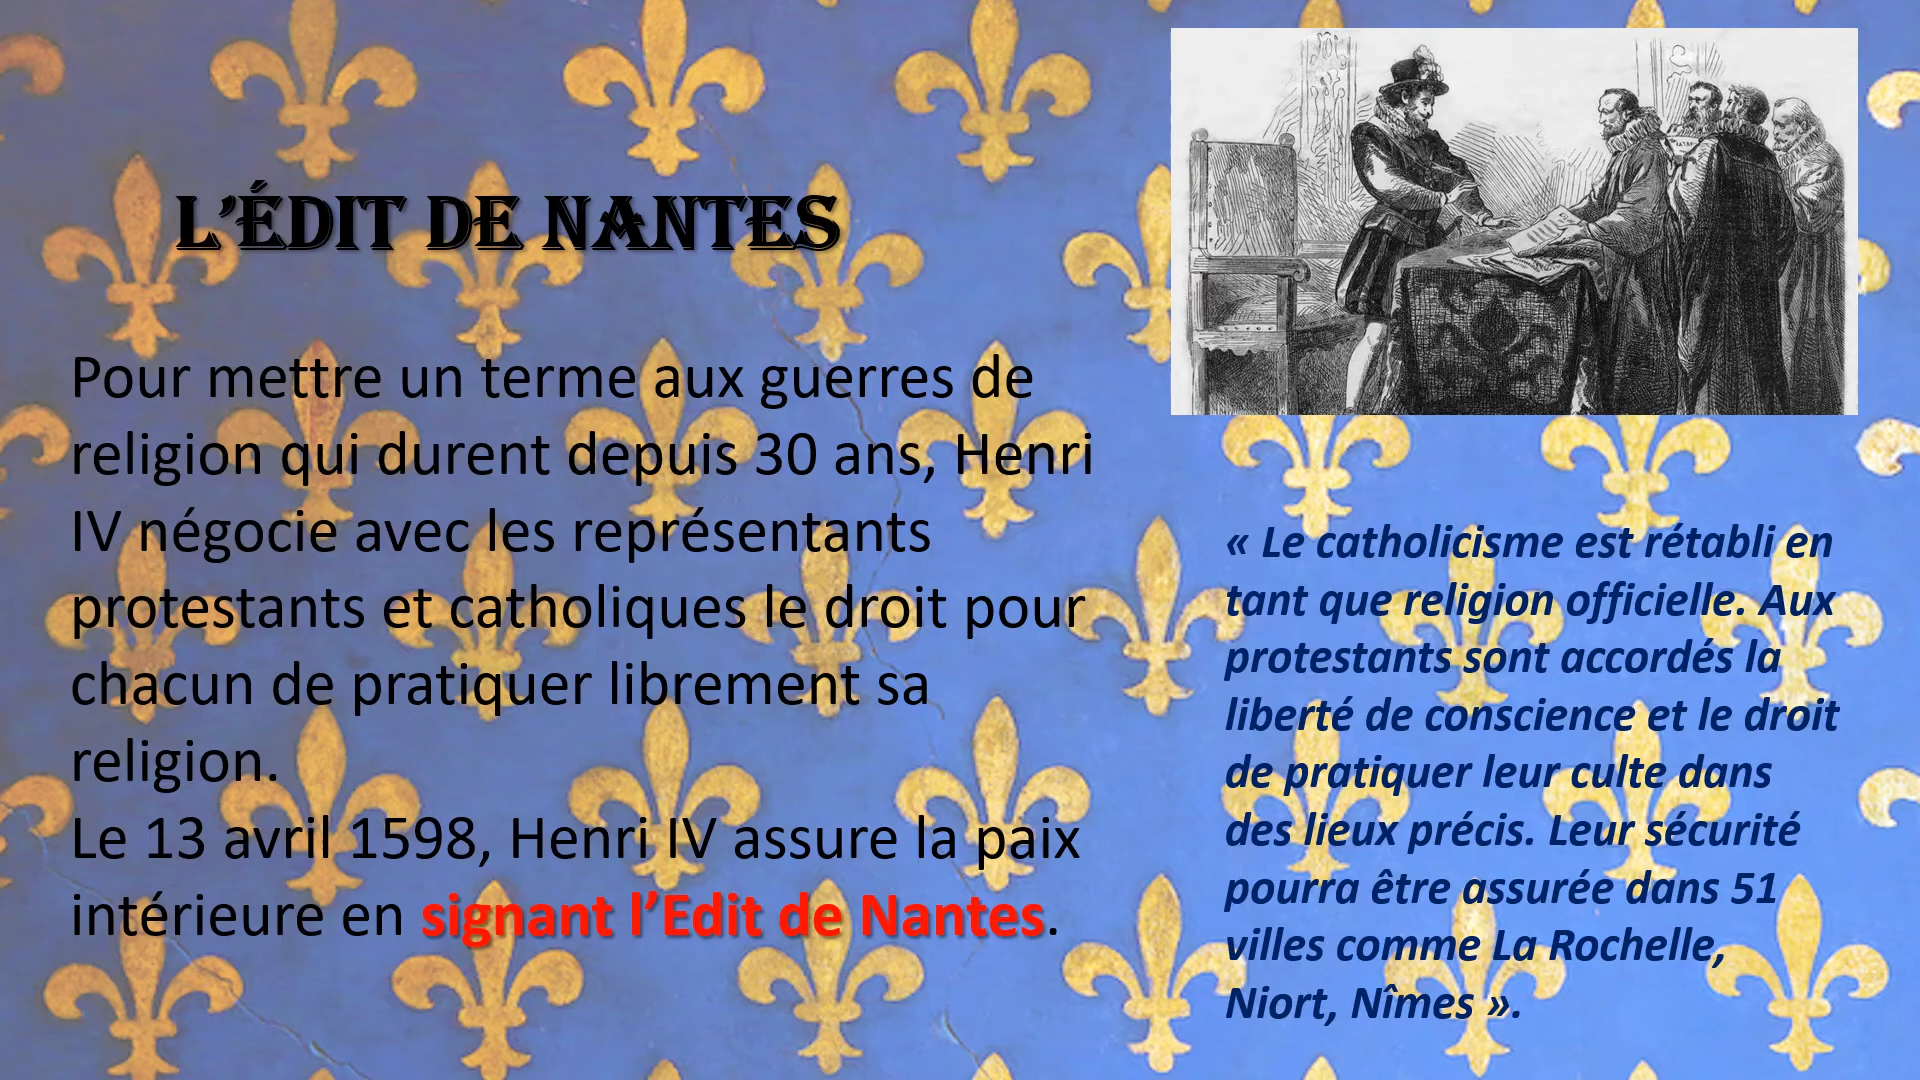 L’ÉDIT DE NANTES
Pour mettre un terme aux guerres de
religion qui durent depuis 30 ans, Henri
IV négocie avec les représentants
protestants et catholiques le droit pour
chacun de pratiquer librement sa
religion.
Le 13 avril 1598, Henri IV assure la paix
intérieure en signant l’Edit de Nantes.
« Le catholicisme est rétabli en
tant que religion officielle. Aux
protestants sont accordés la
liberté de conscience et le droit
de pratiquer leur culte dans
des lieux précis. Leur sécurité
pourra être assurée dans 51
villes comme La Rochelle,
Niort, Nîmes ».